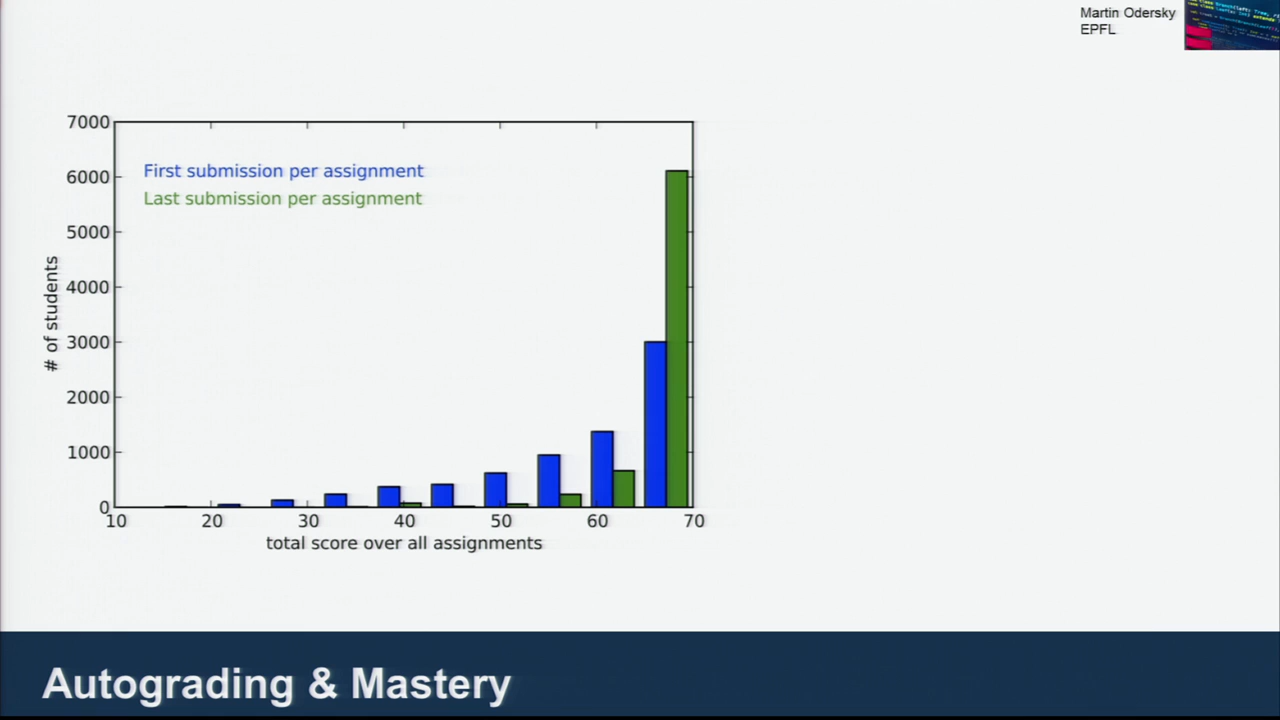 Martin Odersky
EPFL
7000
6000
5000
4000
3000
2000
1000
0
First submission per assignment
Last submission per assignment
# of students
10 20 30 40 50 60 70
total score over all assignments
Autograding & Mastery